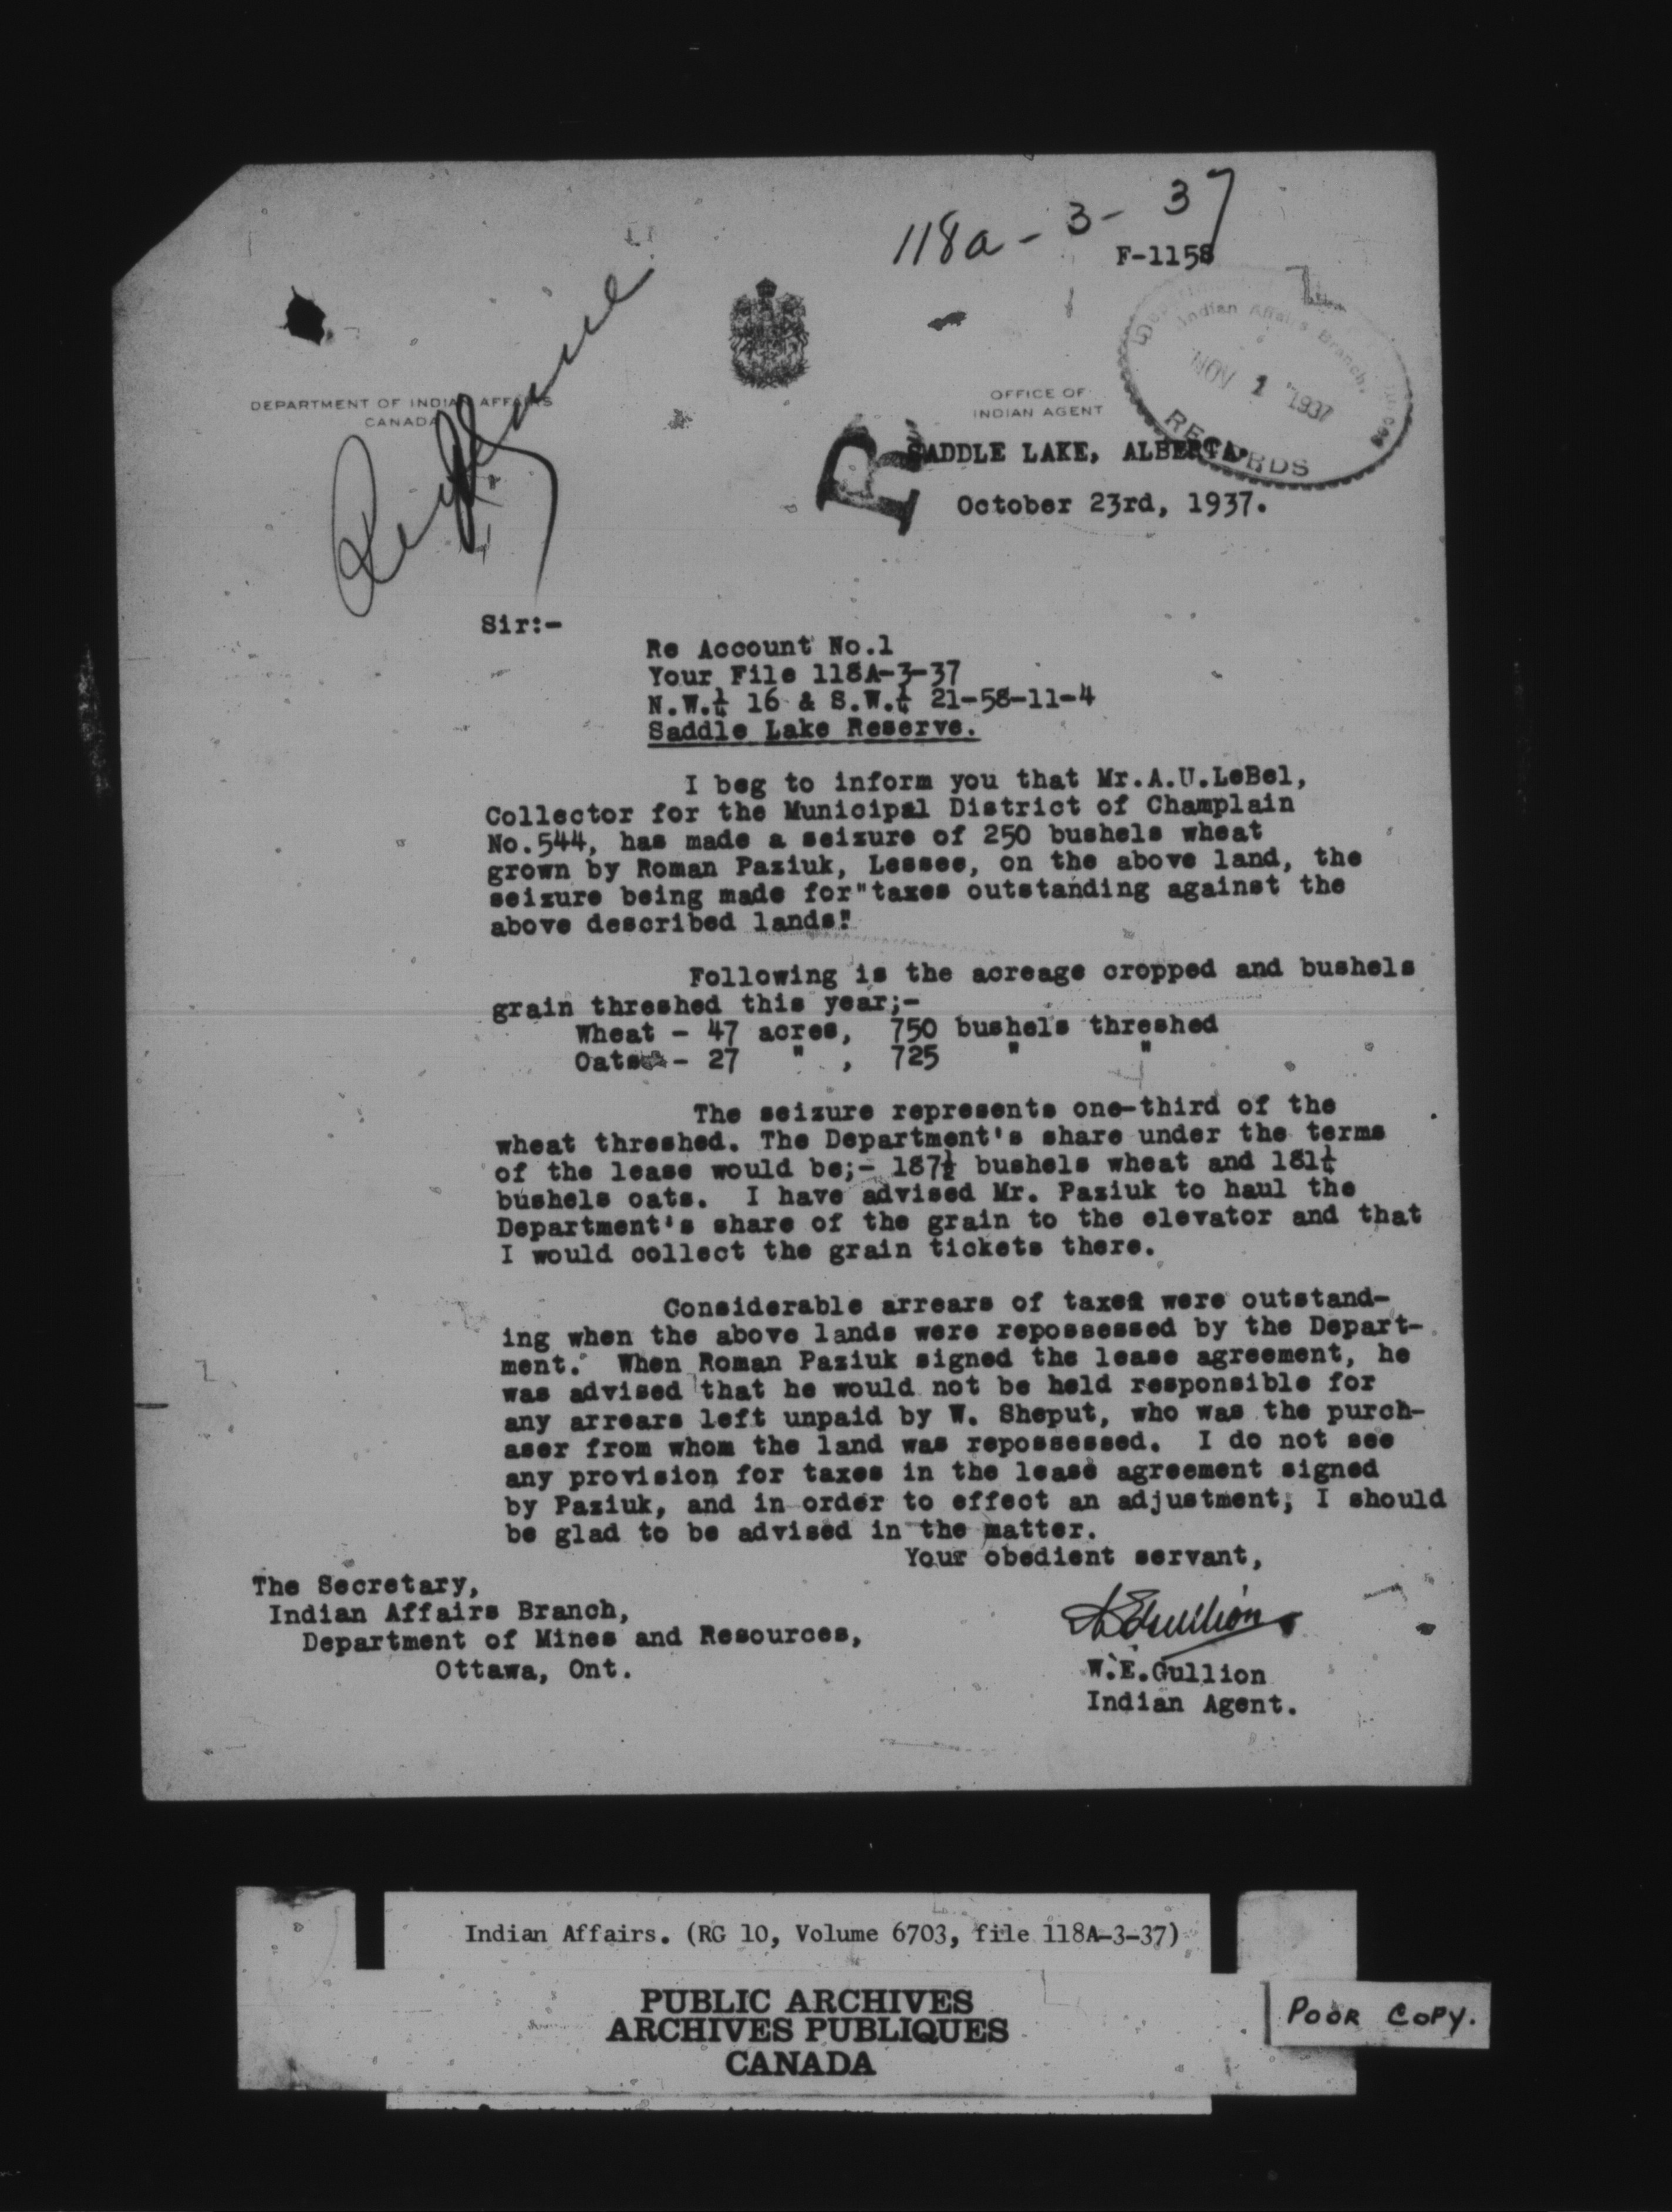 118a-3-37
F-1158
DEPARTMENT OF INDIAN AFFAIRS
CANADA
OFFICE OF
INDIAN AGENT
Indian Affairs Branch,
NOV 1 1937
RECORDS
R
SADDLE LAKE, ALBERTA.
October 23rd, 1937.
Sir:-
Re Account No.1
Your File 118A-3-37
N.W.¼ 16 & S.W.¼ 21-58-11-4
Saddle Lake Reserve.
I beg to inform you that Mr.A.U.LeBel,
Collector for the Municipal District of Champlain
No.544, has made a seizure of 250 bushels wheat
grown by Roman Paziuk, Lessee, on the above land, the
seizure being made for"taxes outstanding against the
above described lands"
Following is the acreage cropped and bushels
grain threshed this year;-
Wheat - 47 acres, 750 bushels threshed
Oats - 27 " , 725 " "
The seizure represents one-third of the
wheat threshed. The Department's share under the terms
of the lease would be;- 187½ bushels wheat and 181¼
bushels oats. I have advised Mr. Paziuk to haul the
Department's share of the grain to the elevator and that
I would collect the grain tickets there.
Considerable arrears of taxes were outstand-
ing when the above lands were repossessed by the Depart-
ment. When Roman Paziuk signed the lease agreement, he
was advised that he would not be held responsible for
any arrears left unpaid by W. Sheput, who was the purch-
aser from whom the land was repossessed. I do not see
any provision for taxes in the lease agreement signed
by Paziuk, and in order to effect an adjustment, I should
be glad to be advised in the matter.
Your obedient servant,
The Secretary,
Indian Affairs Branch,
Department of Mines and Resources,
Ottawa, Ont.
W.E.Gullion
Indian Agent.
Indian Affairs. (RG 10, Volume 6703, file 118A-3-37)
PUBLIC ARCHIVES
ARCHIVES PUBLIQUES
CANADA
POOR COPY.